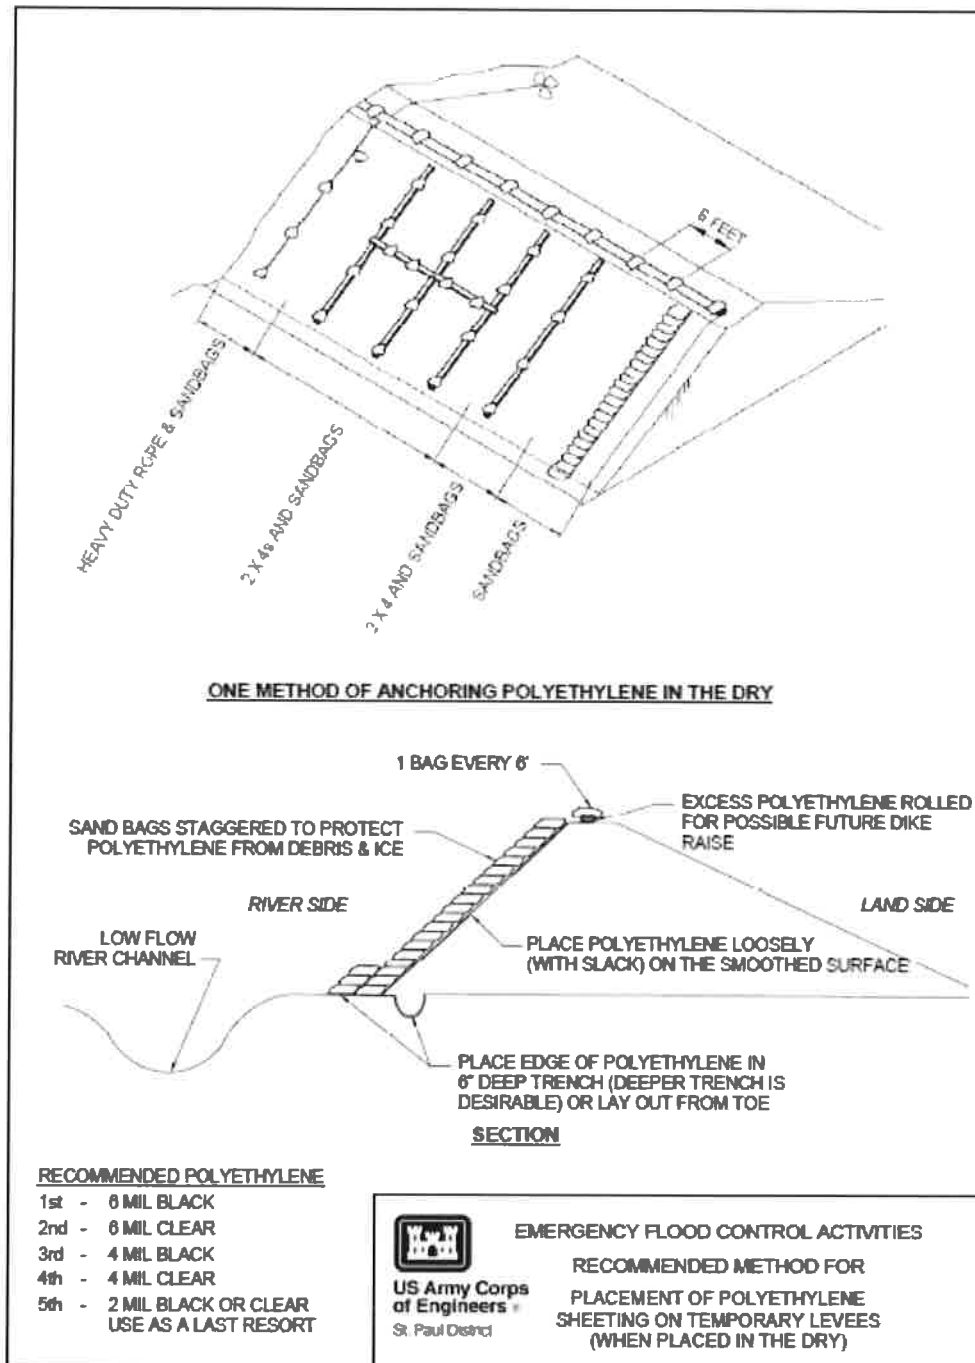 6 FEET
HEAVY DUTY ROPE & SANDBAGS
2 X 4s AND SANDBAGS
2 X 4 AND SANDBAGS
SANDBAGS
ONE METHOD OF ANCHORING POLYETHYLENE IN THE DRY
1 BAG EVERY 6'
SAND BAGS STAGGERED TO PROTECT
POLYETHYLENE FROM DEBRIS & ICE
EXCESS POLYETHYLENE ROLLED
FOR POSSIBLE FUTURE DIKE
RAISE
RIVER SIDE
LAND SIDE
LOW FLOW
RIVER CHANNEL
PLACE POLYETHYLENE LOOSELY
(WITH SLACK) ON THE SMOOTHED SURFACE
PLACE EDGE OF POLYETHYLENE IN
6" DEEP TRENCH (DEEPER TRENCH IS
DESIRABLE) OR LAY OUT FROM TOE
SECTION
RECOMMENDED POLYETHYLENE
1st - 6 MIL BLACK
2nd - 6 MIL CLEAR
3rd - 4 MIL BLACK
4th - 4 MIL CLEAR
5th - 2 MIL BLACK OR CLEAR
USE AS A LAST RESORT
US Army Corps
of Engineers ®
St. Paul District
EMERGENCY FLOOD CONTROL ACTIVITIES
RECOMMENDED METHOD FOR
PLACEMENT OF POLYETHYLENE
SHEETING ON TEMPORARY LEVEES
(WHEN PLACED IN THE DRY)